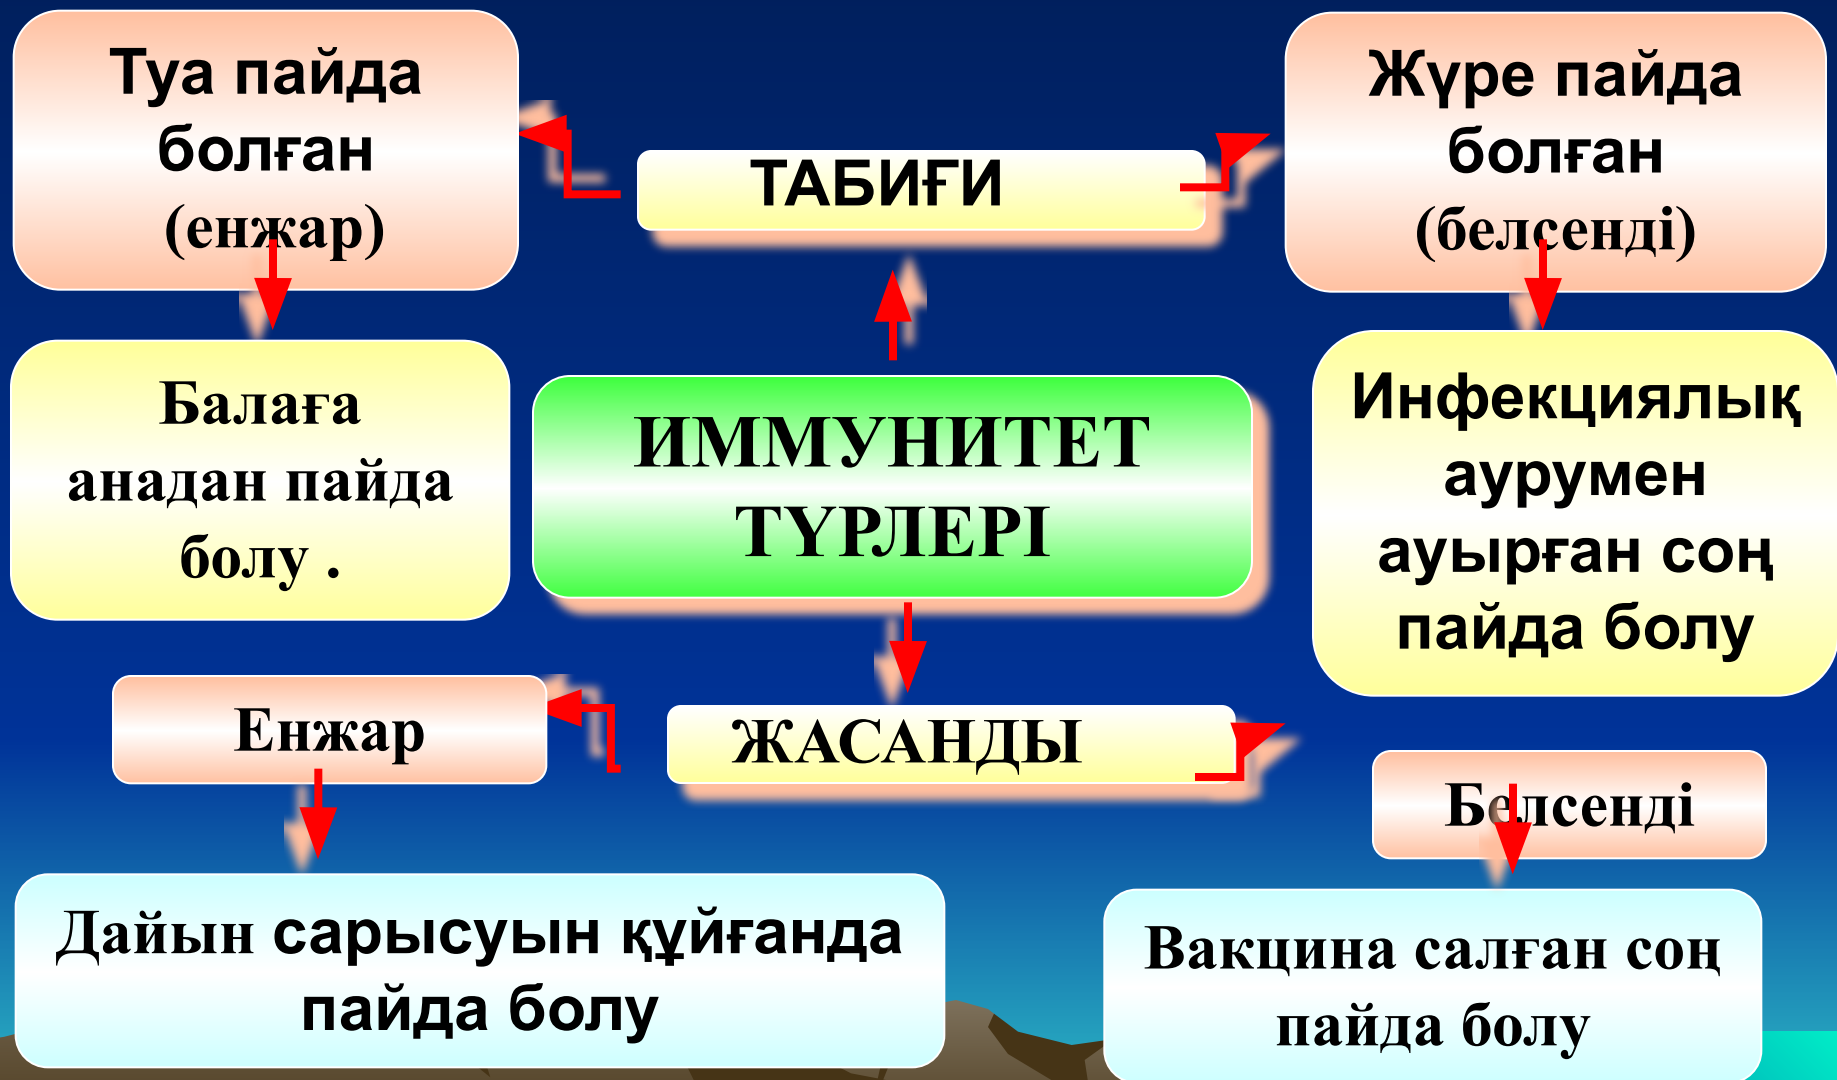 Туа пайда
болған
(енжар)
ТАБИҒИ
Жүре пайда
болған
(белсенді)
Балаға
анадан пайда
болу .
ИММУНИТЕТ
ТҮРЛЕРІ
Инфекциялық
аурумен
ауырған соң
пайда болу
Енжар
ЖАСАНДЫ
Белсенді
Дайын сарысуын құйғанда
пайда болу
Вакцина салған соң
пайда болу